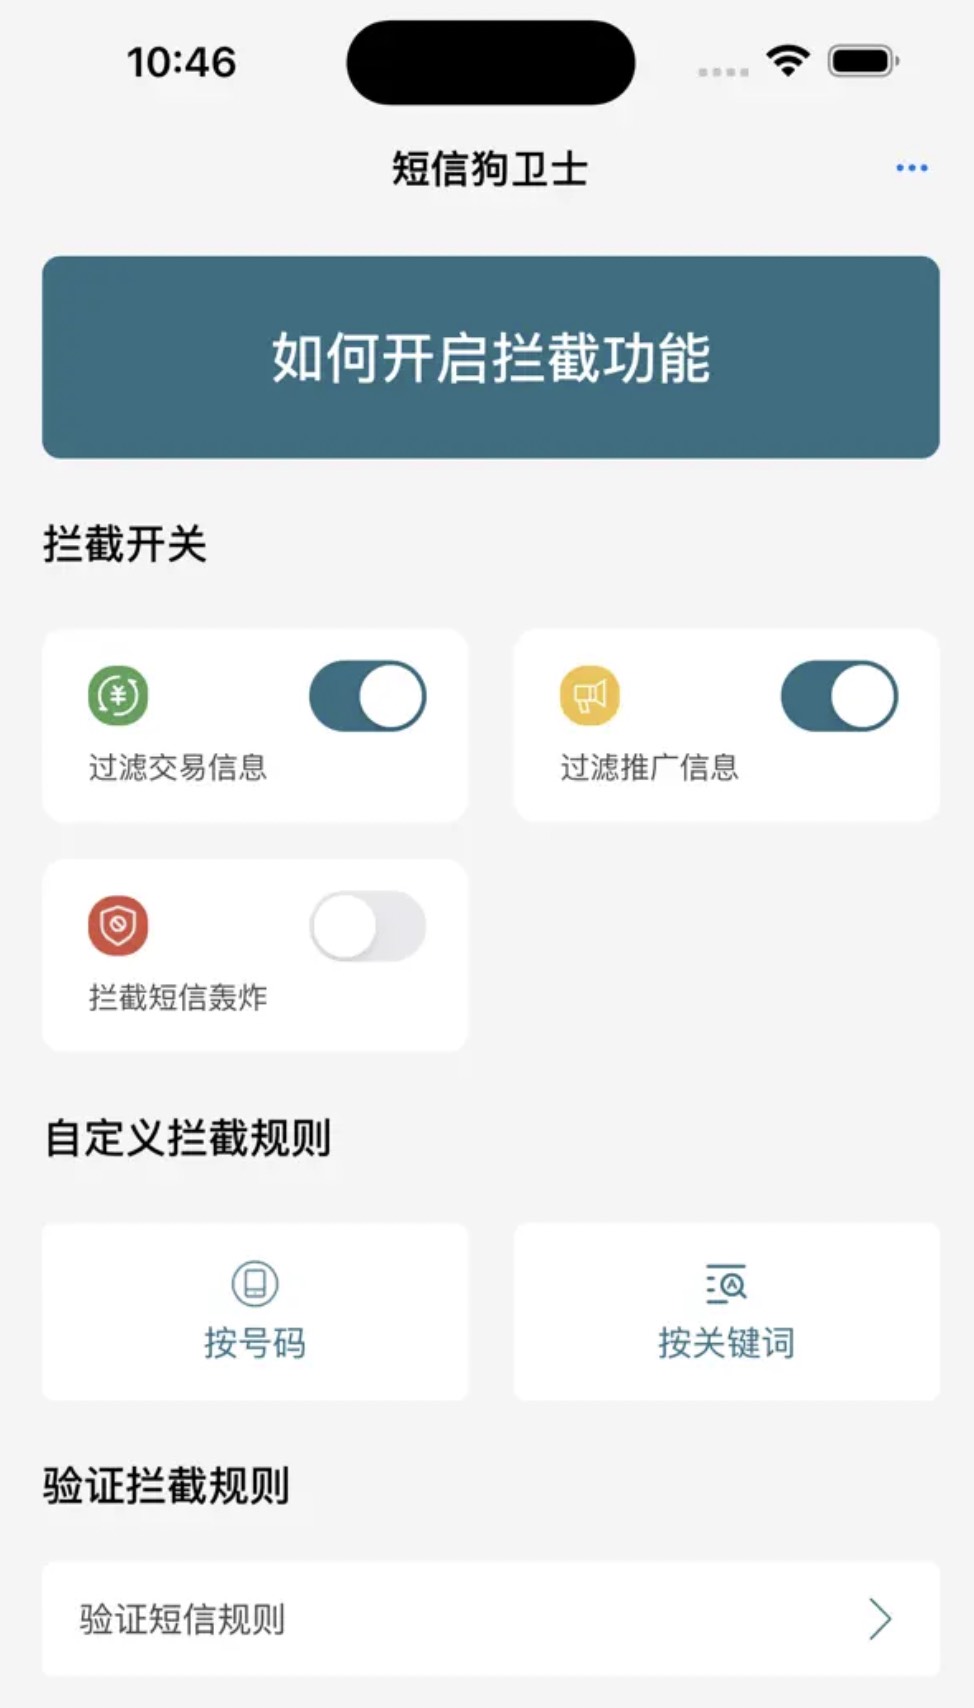 10:46
短信狗卫士
如何开启拦截功能
拦截开关
过滤交易信息
过滤推广信息
拦截短信轰炸
自定义拦截规则
按号码
按关键词
验证拦截规则
验证短信规则